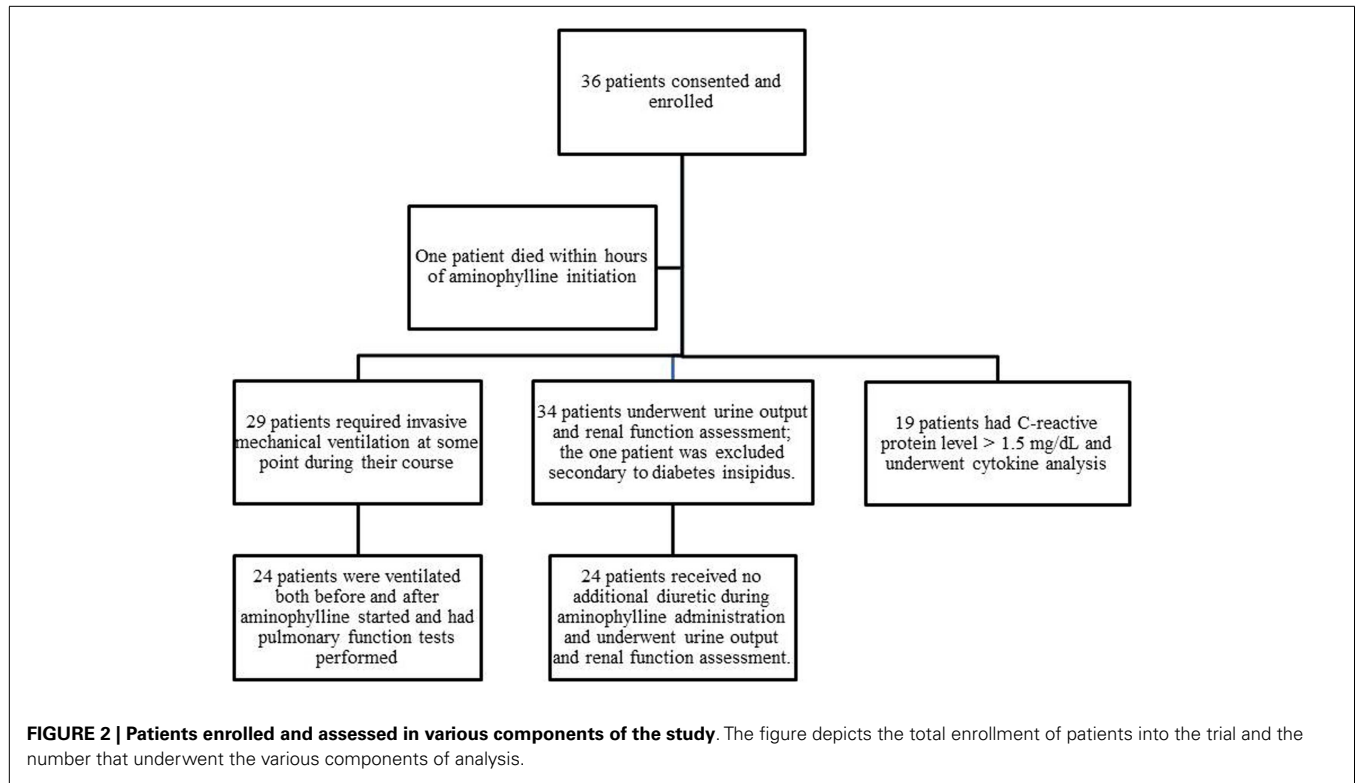 36 patients consented and
enrolled
One patient died within hours
of aminophylline initiation
29 patients required invasive
mechanical ventilation at some
point during their course
34 patients underwent urine output
and renal function assessment;
the one patient was excluded
secondary to diabetes insipidus.
19 patients had C-reactive
protein level > 1.5 mg/dL and
underwent cytokine analysis
24 patients were ventilated
both before and after
aminophylline started and had
pulmonary function tests
performed
24 patients received no
additional diuretic during
aminophylline administration
and underwent urine output
and renal function assessment.
FIGURE 2 | Patients enrolled and assessed in various components of the study. The figure depicts the total enrollment of patients into the trial and the
number that underwent the various components of analysis.